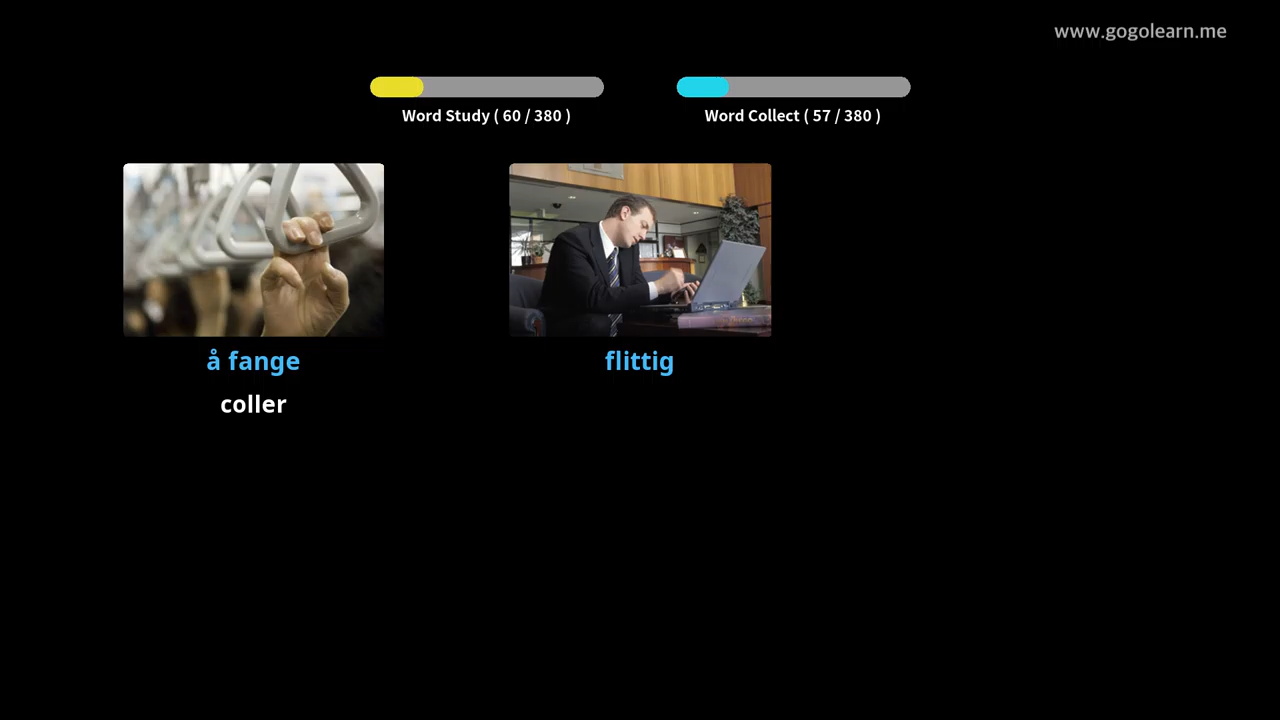 www.gogolearn.me
Word Study ( 60 / 380 )
Word Collect ( 57 / 380 )
å fange
flittig
coller